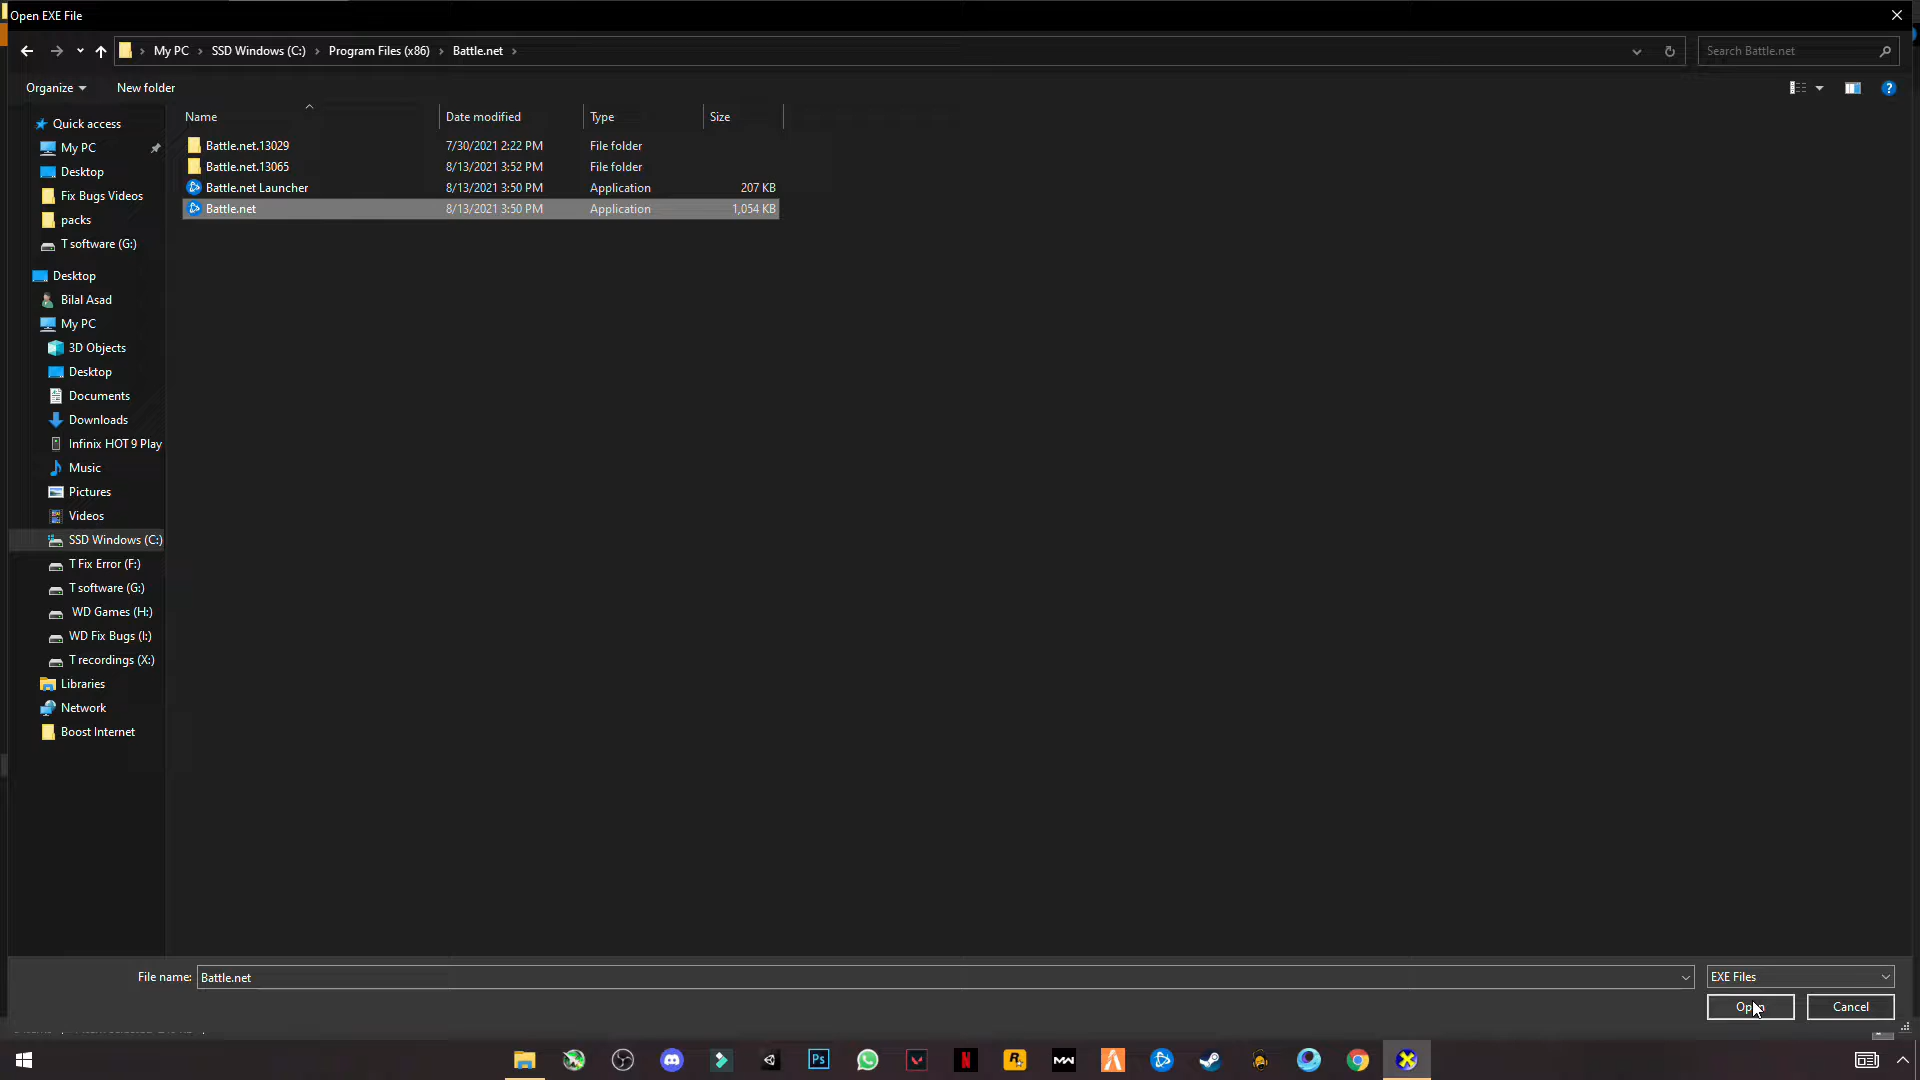 Open EXE File
My PC > SSD Windows (C:) > Program Files (x86) > Battle.net >
Search Battle.net
Organize
New folder
Name
Date modified
Type
Size
Battle.net.13029 7/30/2021 2:22 PM File folder
Battle.net.13065 8/13/2021 3:52 PM File folder
Battle.net Launcher 8/13/2021 3:50 PM Application 207 KB
Battle.net 8/13/2021 3:50 PM Application 1,054 KB
Quick access
My PC
Desktop
Fix Bugs Videos
packs
T software (G:)
Desktop
Bilal Asad
My PC
3D Objects
Desktop
Documents
Downloads
Infinix HOT 9 Play
Music
Pictures
Videos
SSD Windows (C:)
T Fix Error (F:)
T software (G:)
WD Games (H:)
WD Fix Bugs (I:)
T recordings (X:)
Libraries
Network
Boost Internet
File name: Battle.net
EXE Files
Open
Cancel
Ps